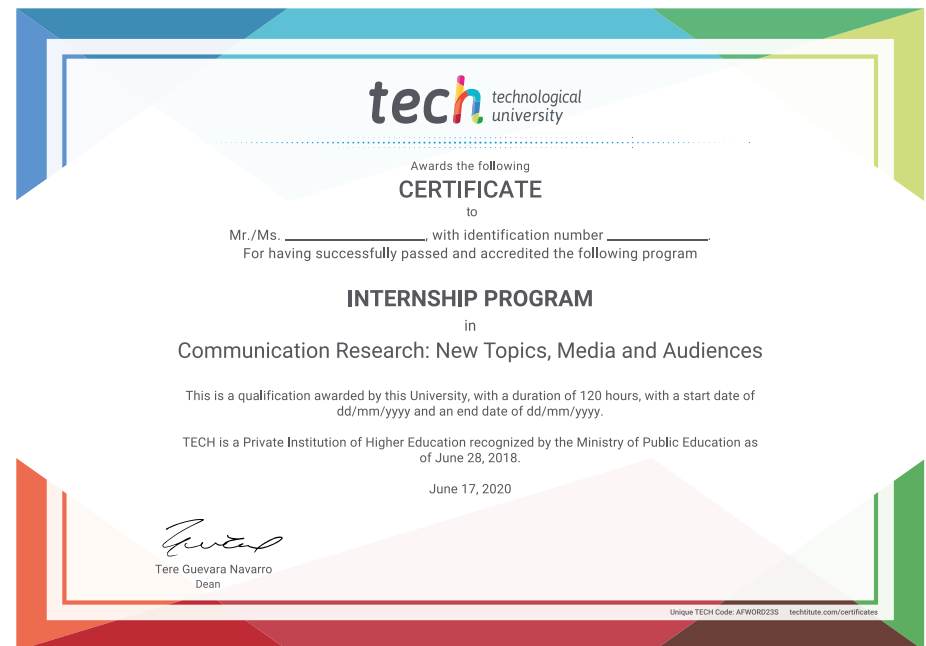 tech technological
university
Awards the following
CERTIFICATE
to
Mr./Ms. ____________________, with identification number ______________.
For having successfully passed and accredited the following program
INTERNSHIP PROGRAM
in
Communication Research: New Topics, Media and Audiences
This is a qualification awarded by this University, with a duration of 120 hours, with a start date of
dd/mm/yyyy and an end date of dd/mm/yyyy.
TECH is a Private Institution of Higher Education recognized by the Ministry of Public Education as
of June 28, 2018.
June 17, 2020
Tere Guevara Navarro
Dean
Unique TECH Code: AFWORD23S techtitute.com/certificates